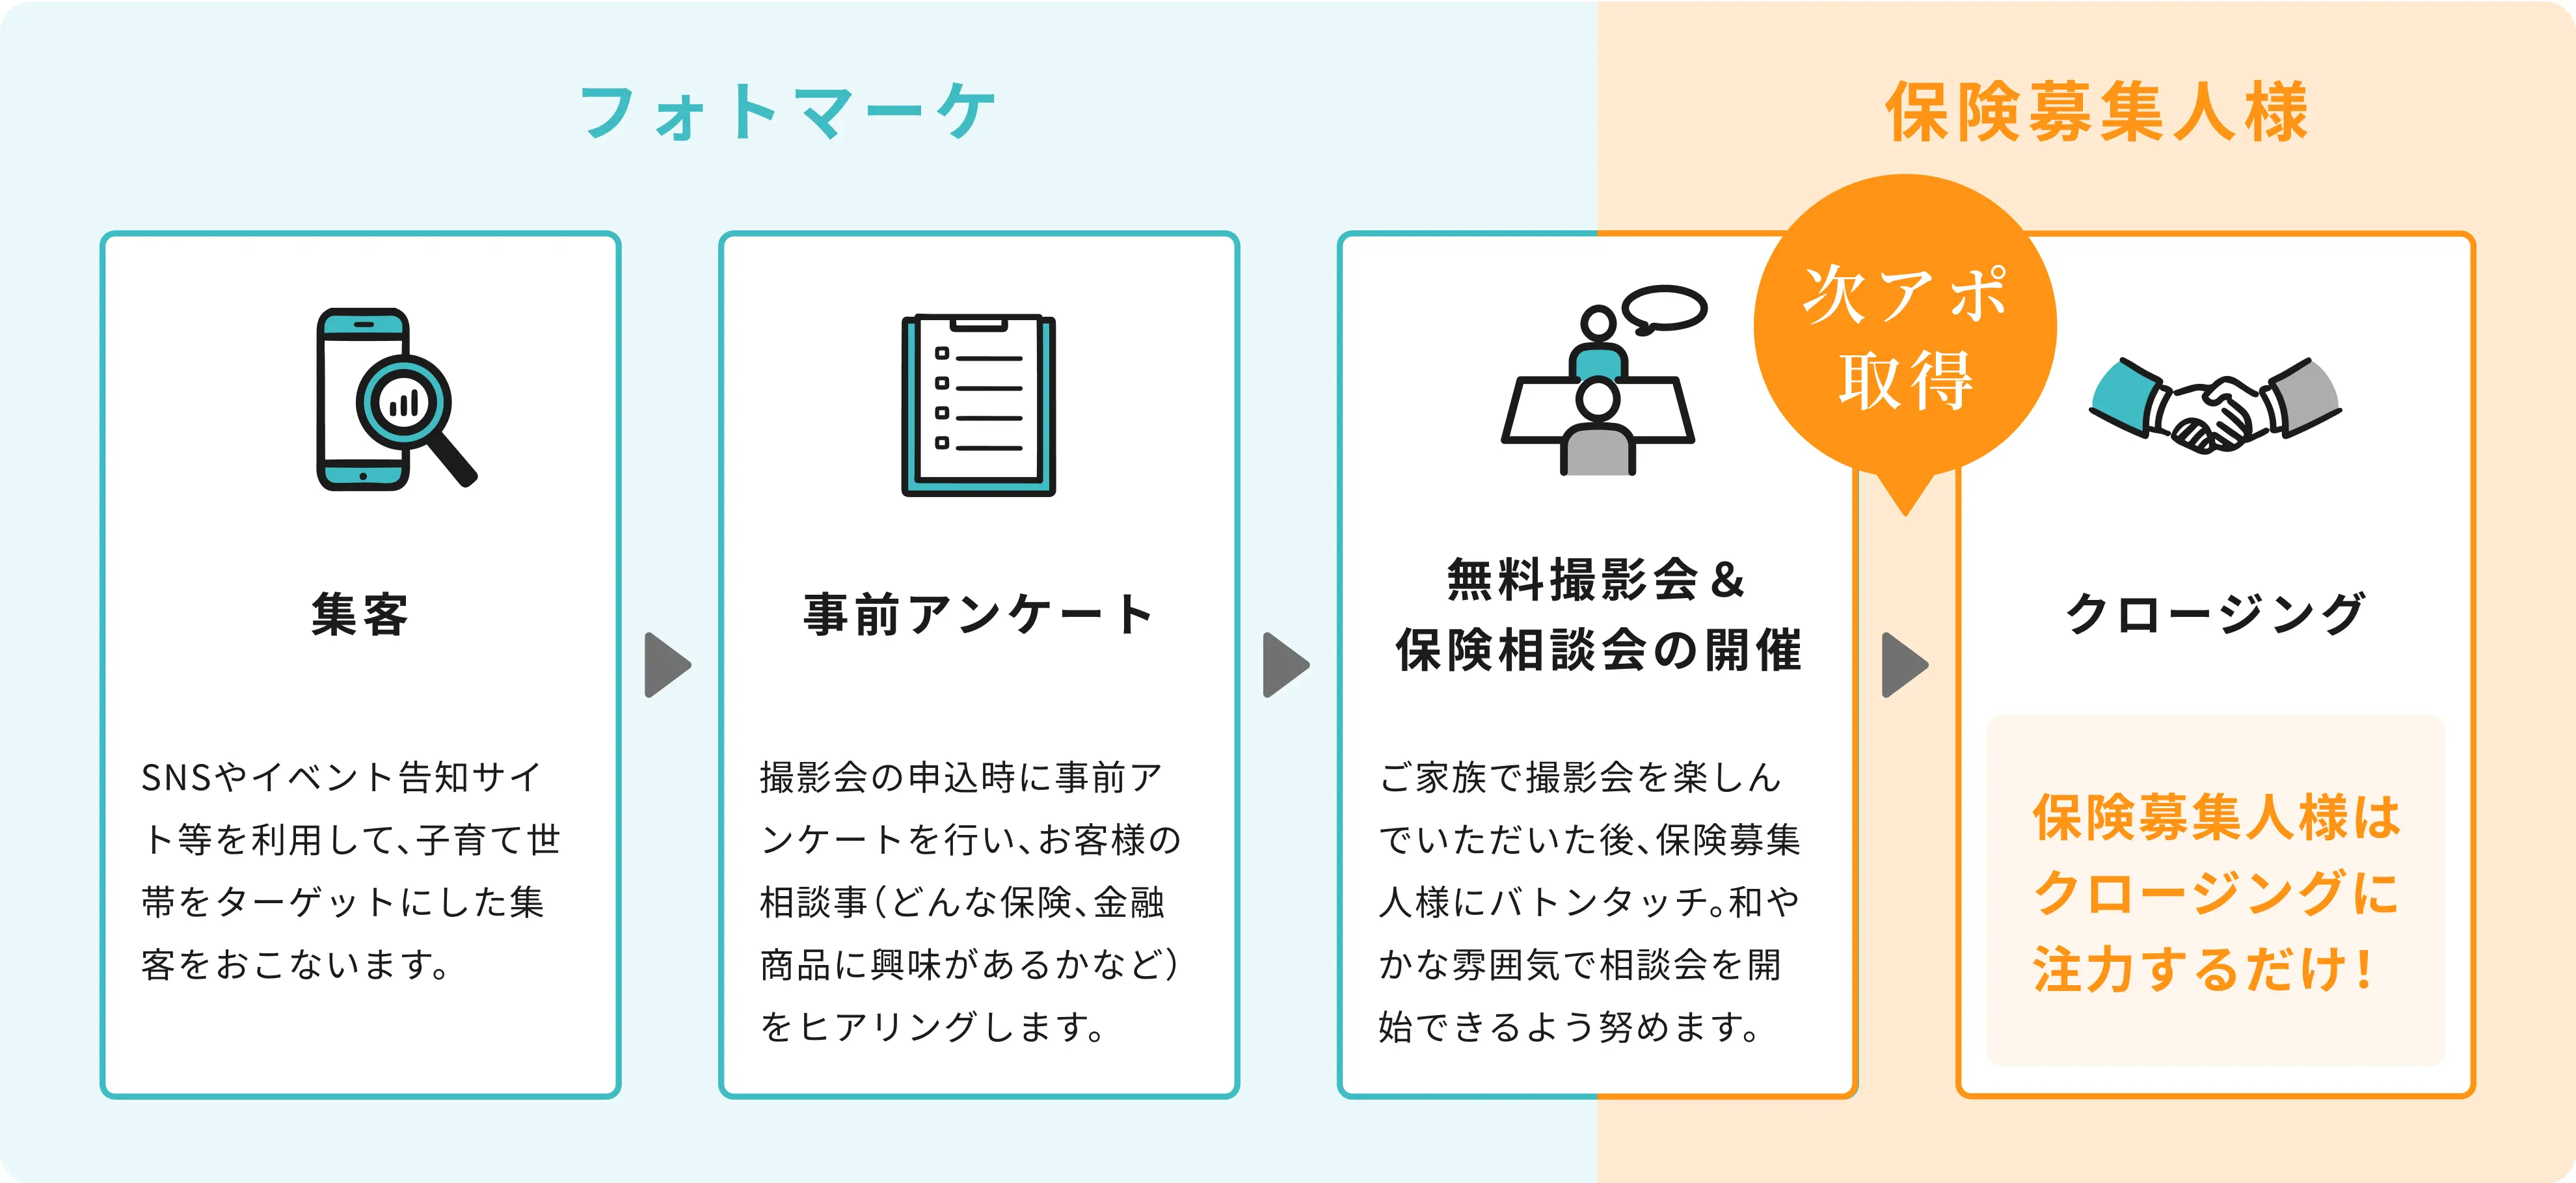 フォトマーケ
保険募集人様
集客
SNSやイベント告知サイ
ト等を利用して、子育て世
帯をターゲットにした集
客をおこないます。
事前アンケート
撮影会の申込時に事前ア
ンケートを行い、お客様の
相談事（どんな保険、金融
商品に興味があるかなど）
をヒアリングします。
無料撮影会＆
保険相談会の開催
ご家族で撮影会を楽しん
でいただいた後、保険募集
人様にバトンタッチ。和や
かな雰囲気で相談会を開
始できるよう努めます。
次アポ
取得
クロージング
保険募集人様は
クロージングに
注力するだけ！